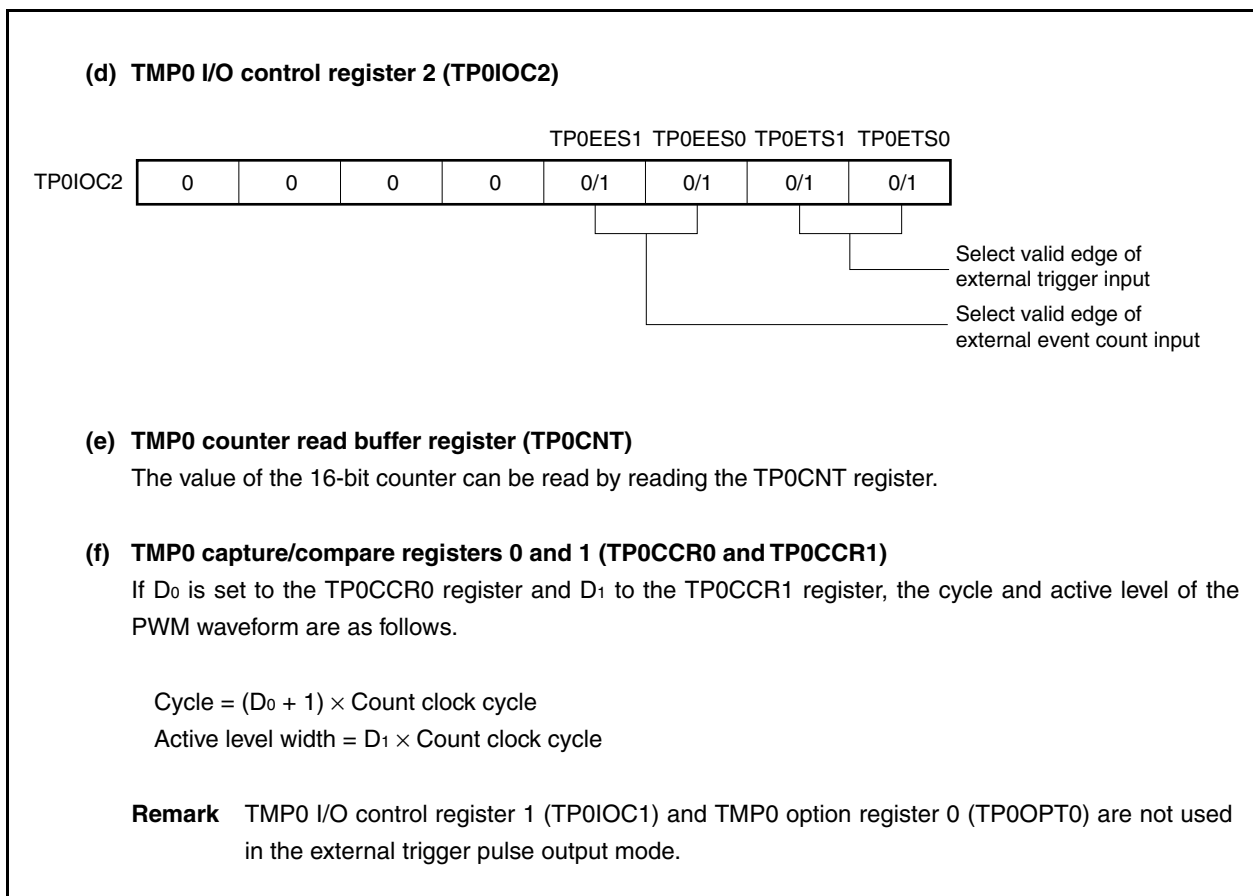 (d) TMP0 I/O control register 2 (TP0IOC2)
TP0EES1 TP0EES0 TP0ETS1 TP0ETS0
TP0IOC2 0 0 0 0 0/1 0/1 0/1 0/1
Select valid edge of
external trigger input
Select valid edge of
external event count input
(e) TMP0 counter read buffer register (TP0CNT)
The value of the 16-bit counter can be read by reading the TP0CNT register.
(f) TMP0 capture/compare registers 0 and 1 (TP0CCR0 and TP0CCR1)
If D0 is set to the TP0CCR0 register and D1 to the TP0CCR1 register, the cycle and active level of the
PWM waveform are as follows.
Cycle = (D0 + 1) × Count clock cycle
Active level width = D1 × Count clock cycle
Remark TMP0 I/O control register 1 (TP0IOC1) and TMP0 option register 0 (TP0OPT0) are not used
in the external trigger pulse output mode.